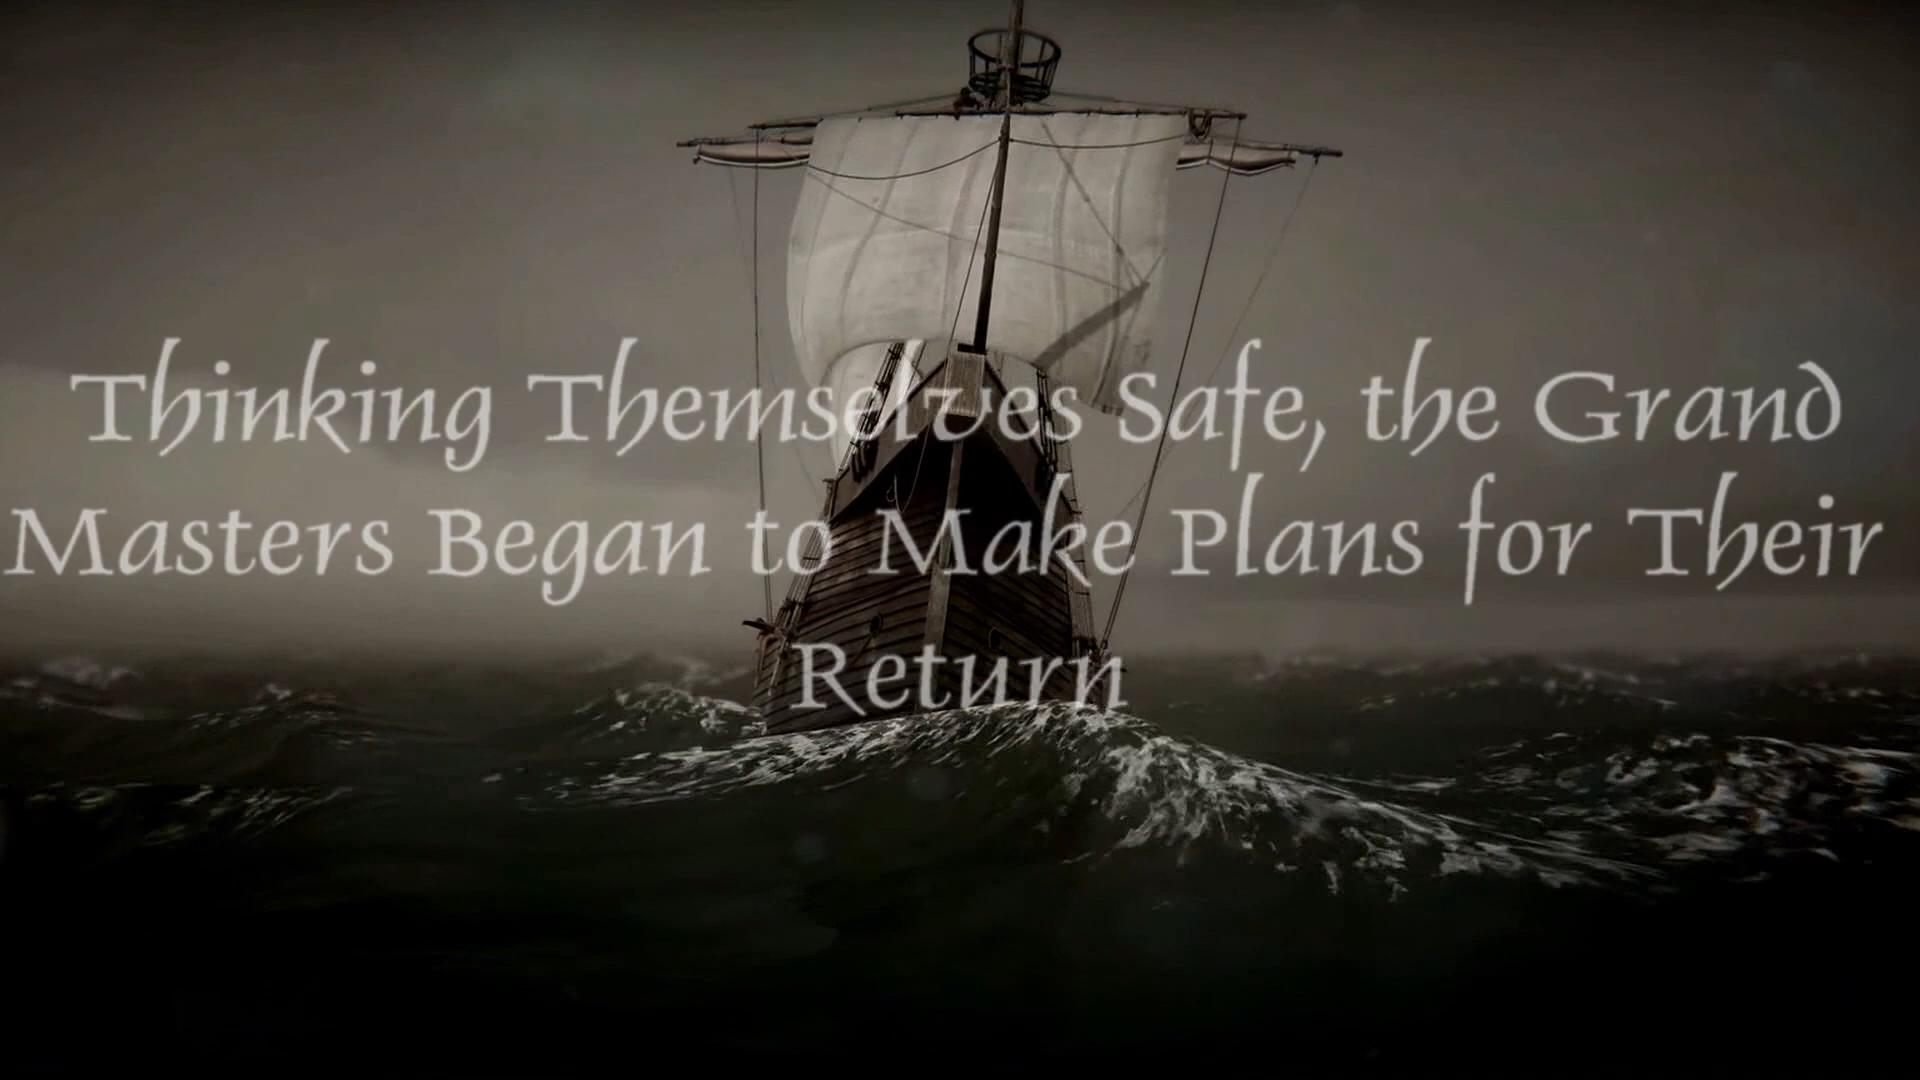 Thinking Themselves Safe, the Grand
Masters Began to Make Plans for Their
Return